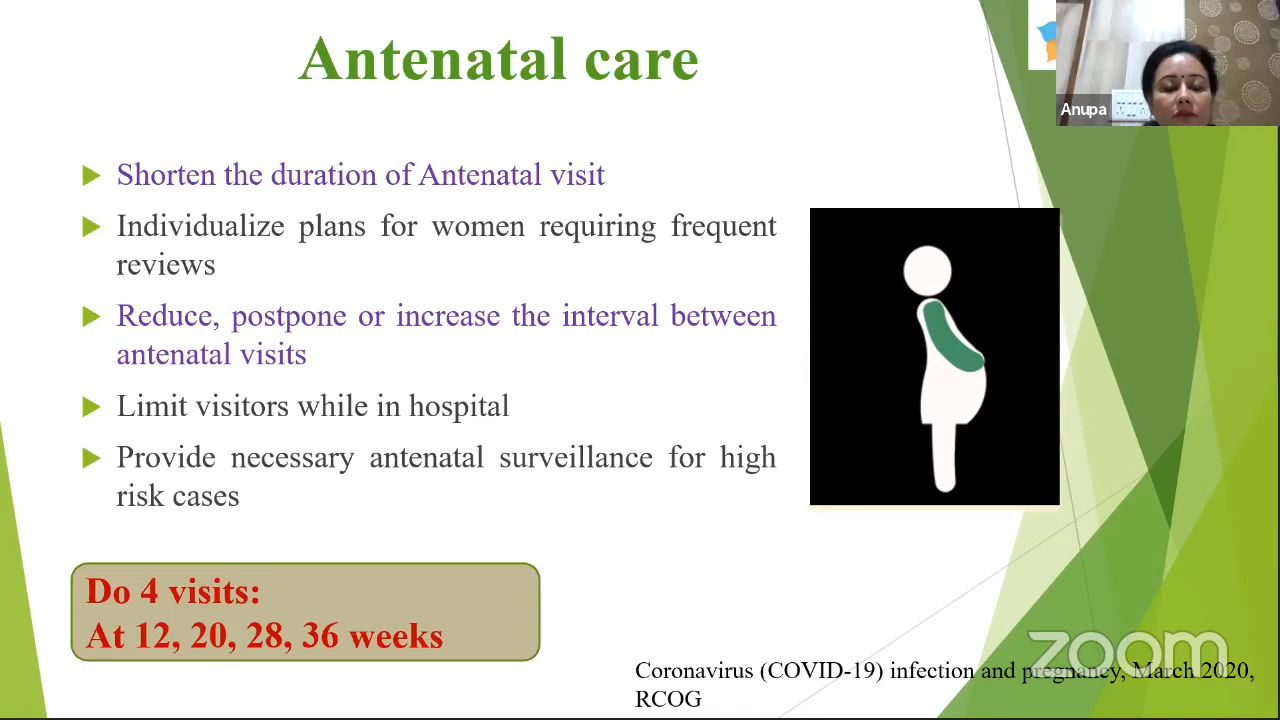 Antenatal care
Anupa
Shorten the duration of Antenatal visit
Individualize plans for women requiring frequent
reviews
Reduce, postpone or increase the interval between
antenatal visits
Limit visitors while in hospital
Provide necessary antenatal surveillance for high
risk cases
Do 4 visits:
At 12, 20, 28, 36 weeks
zoom
Coronavirus (COVID-19) infection and pregnancy, March 2020,
RCOG